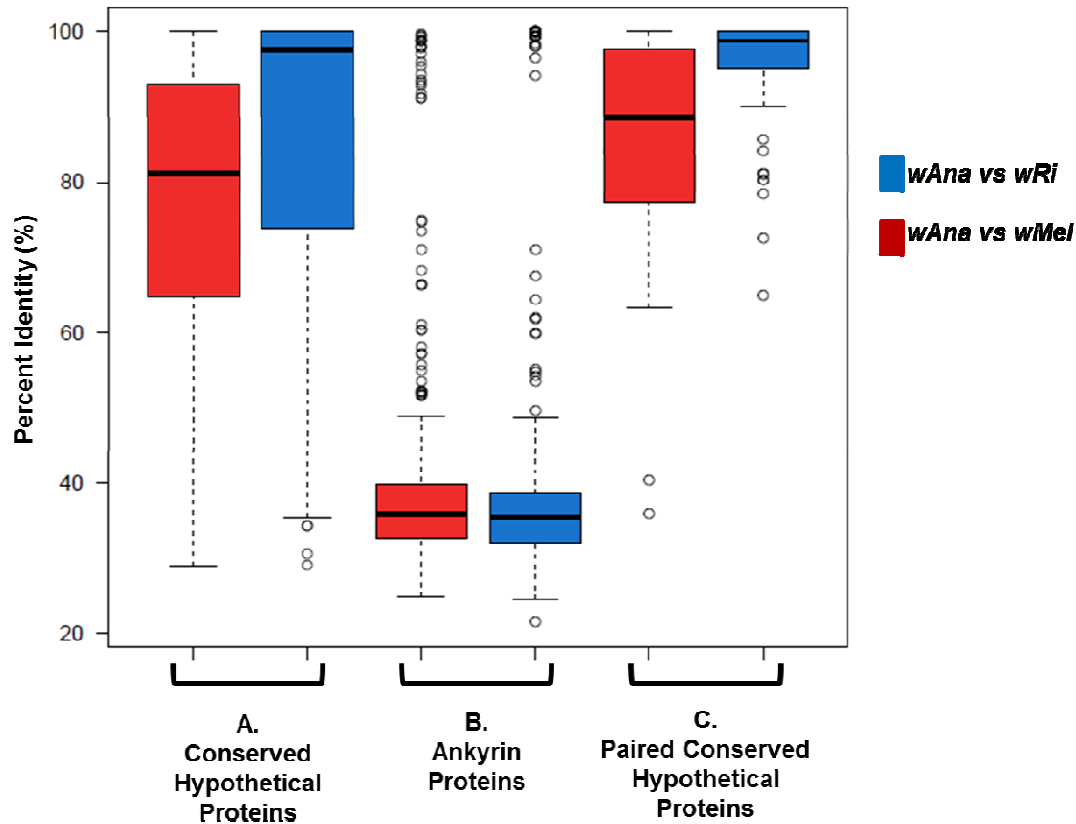 100
80
60
40
20
Percent Identity (%)
wAna vs wRi
wAna vs wMel
A.
Conserved
Hypothetical
Proteins
B.
Ankyrin
Proteins
C.
Paired Conserved
Hypothetical
Proteins